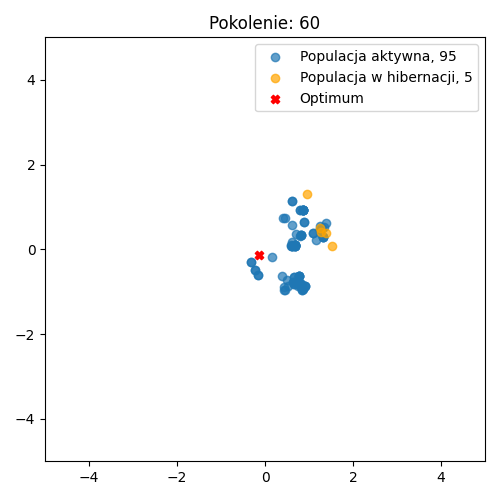 Pokolenie: 60
Populacja aktywna, 95
Populacja w hibernacji, 5
Optimum
4
2
0
−2
−4
−4 −2 0 2 4